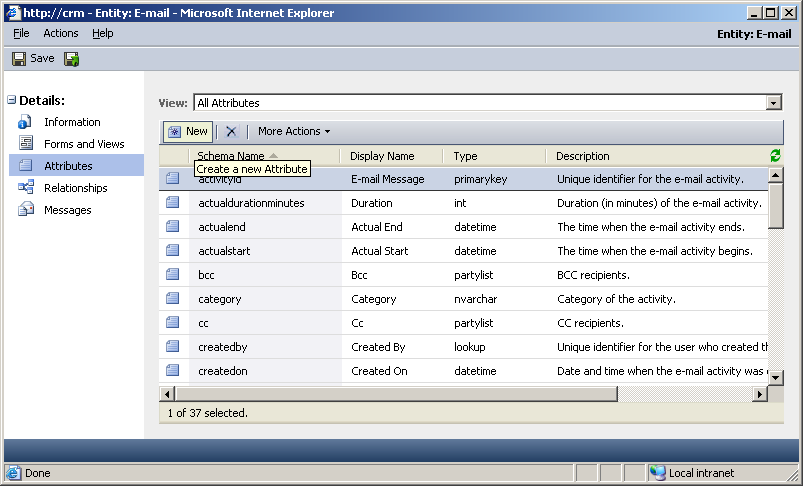 http://crm - Entity: E-mail - Microsoft Internet Explorer
File Actions Help Entity: E-mail
Save
Details:
Information
Forms and Views
Attributes
Relationships
Messages
View: All Attributes
New More Actions
Schema Name Display Name Type Description
Create a new Attribute
activityid E-mail Message primarykey Unique identifier for the e-mail activity.
actualdurationminutes Duration int Duration (in minutes) of the e-mail activity.
actualend Actual End datetime The time when the e-mail activity ends.
actualstart Actual Start datetime The time when the e-mail activity begins.
bcc Bcc partylist BCC recipients.
category Category nvarchar Category of the activity.
cc Cc partylist CC recipients.
createdby Created By lookup Unique identifier for the user who created th
createdon Created On datetime Date and time when the e-mail activity was
1 of 37 selected.
Done Local intranet